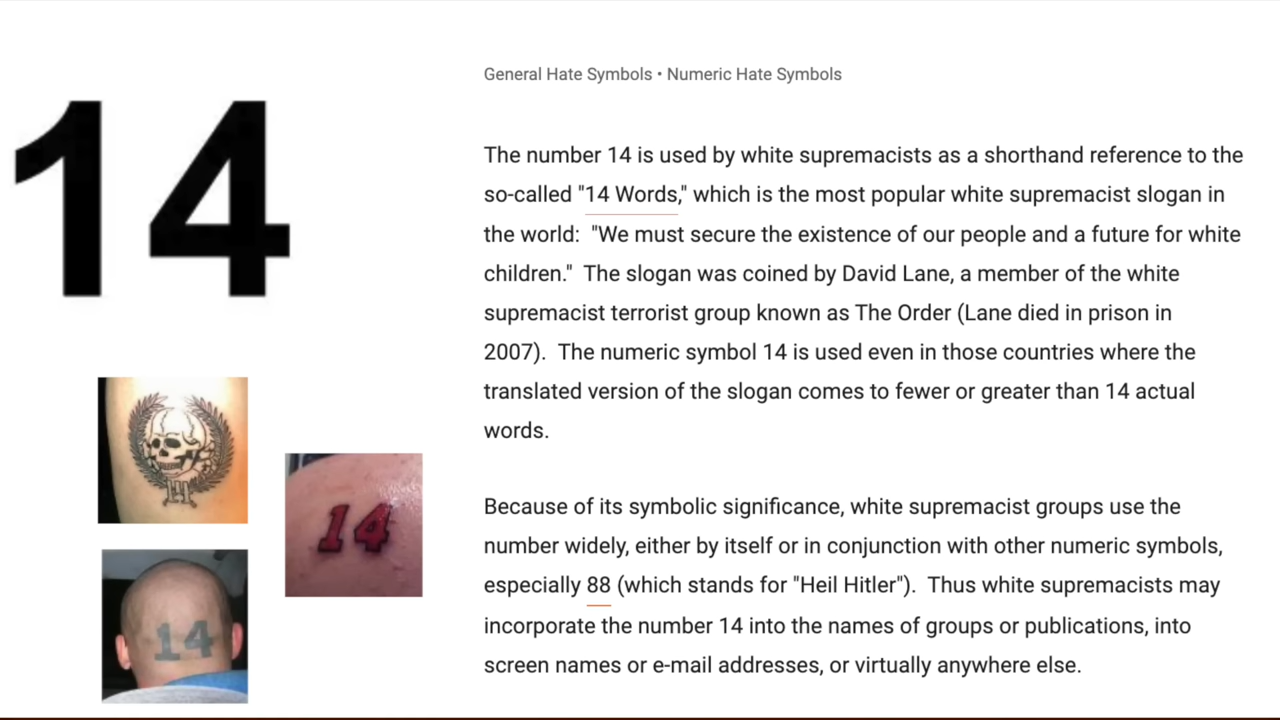 General Hate Symbols • Numeric Hate Symbols
14
The number 14 is used by white supremacists as a shorthand reference to the
so-called "14 Words," which is the most popular white supremacist slogan in
the world:  "We must secure the existence of our people and a future for white
children."  The slogan was coined by David Lane, a member of the white
supremacist terrorist group known as The Order (Lane died in prison in
2007).  The numeric symbol 14 is used even in those countries where the
translated version of the slogan comes to fewer or greater than 14 actual
words.
Because of its symbolic significance, white supremacist groups use the
number widely, either by itself or in conjunction with other numeric symbols,
especially 88 (which stands for "Heil Hitler").  Thus white supremacists may
incorporate the number 14 into the names of groups or publications, into
screen names or e-mail addresses, or virtually anywhere else.
14
14